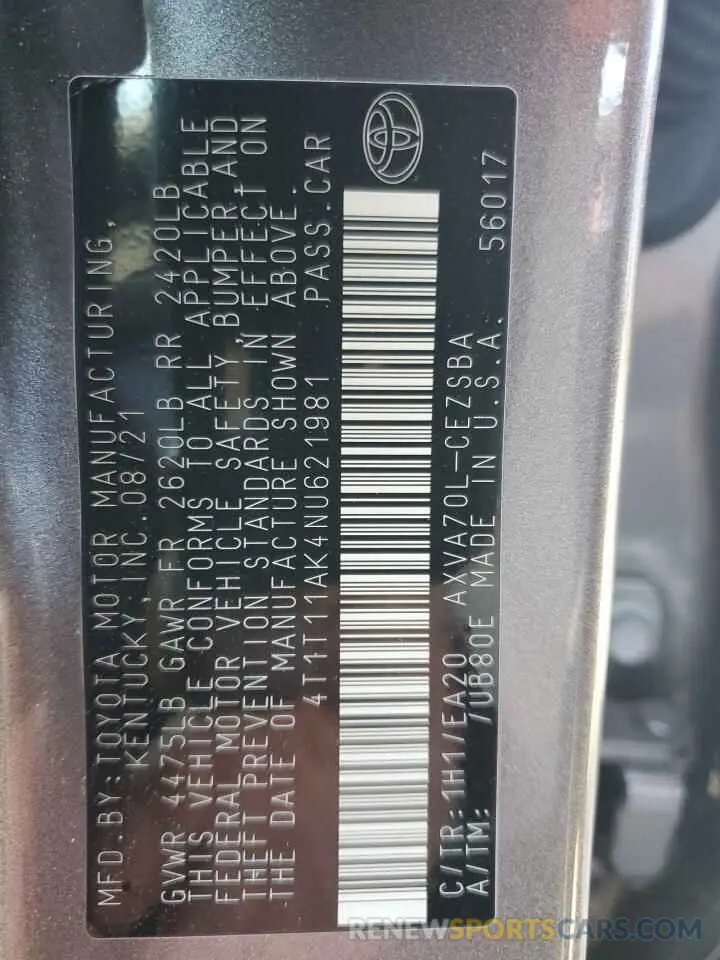 MFD.BY:TOYOTA MOTOR MANUFACTURING,
KENTUCKY,INC.08/21
GVWR 4475LB GAWR FR 2620LB RR 2420LB
THIS VEHICLE CONFORMS TO ALL APPLICABLE
FEDERAL MOTOR VEHICLE SAFETY,BUMPER,AND
THEFT PREVENTION STANDARDS IN EFFECT ON
THE DATE OF MANUFACTURE SHOWN ABOVE.
4T1T11AK4NU621981 PASS.CAR
C/TR:1H1/EA20 AXVA70L-CEZSBA
A/TM: /UB80E MADE IN U.S.A. 56017
RENEWSPORTSCARS.COM